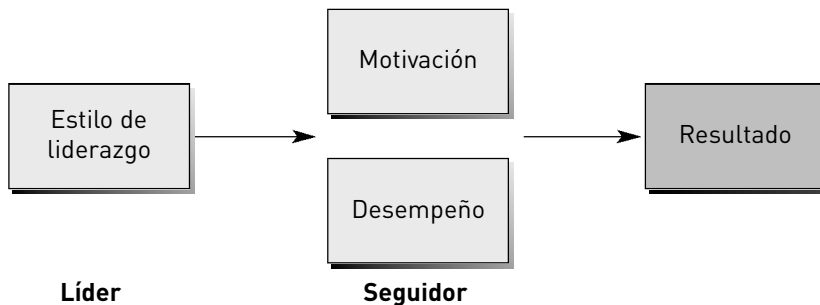 Motivación
Estilo de
liderazgo
Resultado
Desempeño
Líder
Seguidor